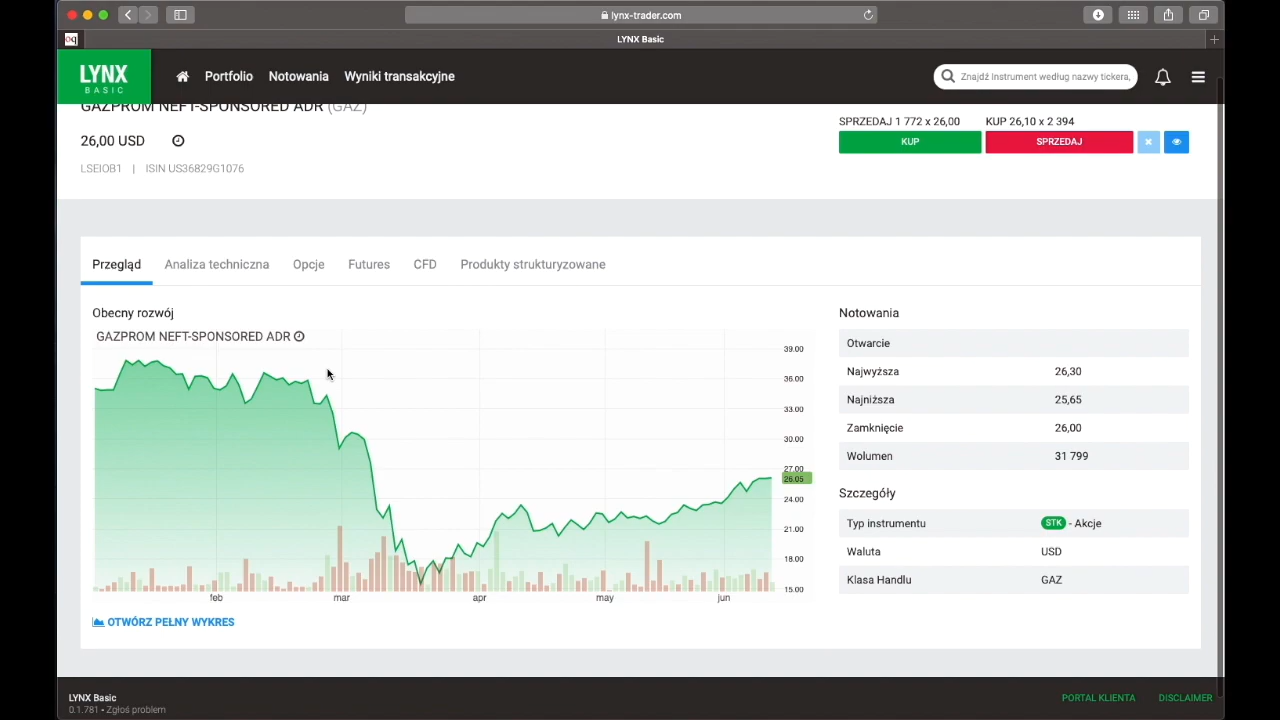 lynx-trader.com
oq
LYNX Basic
LYNX
BASIC
Portfolio
Notowania
Wyniki transakcyjne
Znajdź instrument według nazwy tickera,
GAZPROM NEFT-SPONSORED ADR (GAZ)
26,00 USD
LSEIOB1 | ISIN US36829G1076
SPRZEDAJ 1 772 x 26,00
KUP 26,10 x 2 394
KUP
SPRZEDAJ
Przegląd
Analiza techniczna
Opcje
Futures
CFD
Produkty strukturyzowane
Obecny rozwój
GAZPROM NEFT-SPONSORED ADR
39.00
36.00
33.00
30.00
27.00
26.05
24.00
21.00
18.00
15.00
feb
mar
apr
may
jun
OTWÓRZ PEŁNY WYKRES
Notowania
Otwarcie
Najwyższa 26,30
Najniższa 25,65
Zamknięcie 26,00
Wolumen 31 799
Szczegóły
Typ instrumentu STK - Akcje
Waluta USD
Klasa Handlu GAZ
LYNX Basic
0.1.781 • Zgłoś problem
PORTAL KLIENTA
DISCLAIMER